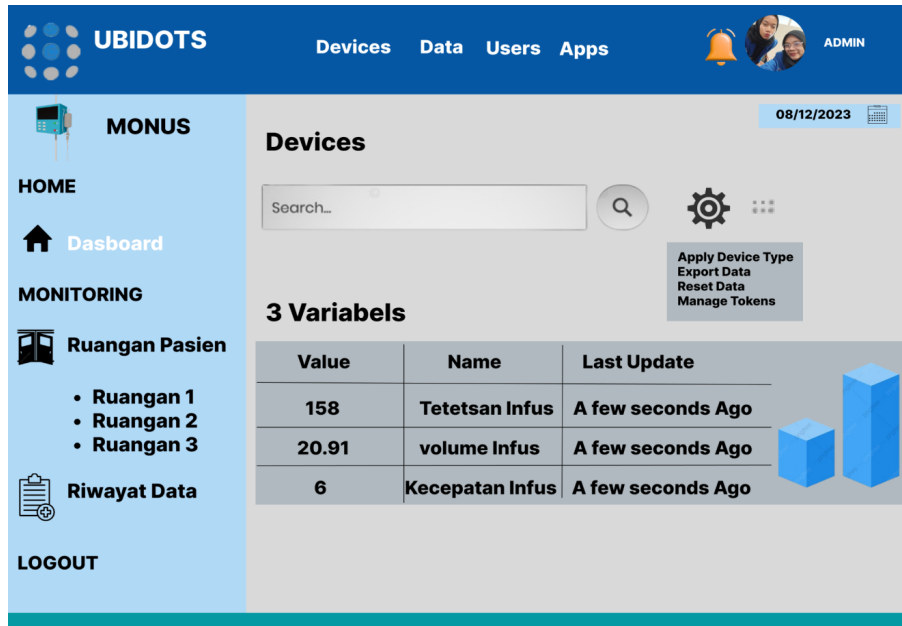 UBIDOTS
Devices Data Users Apps
ADMIN
MONUS
HOME
Dasboard
MONITORING
Ruangan Pasien
• Ruangan 1
• Ruangan 2
• Ruangan 3
Riwayat Data
LOGOUT
08/12/2023
Devices
Search...
Apply Device Type
Export Data
Reset Data
Manage Tokens
3 Variabels
Value Name Last Update
158 Tetetsan Infus A few seconds Ago
20.91 volume Infus A few seconds Ago
6 Kecepatan Infus A few seconds Ago